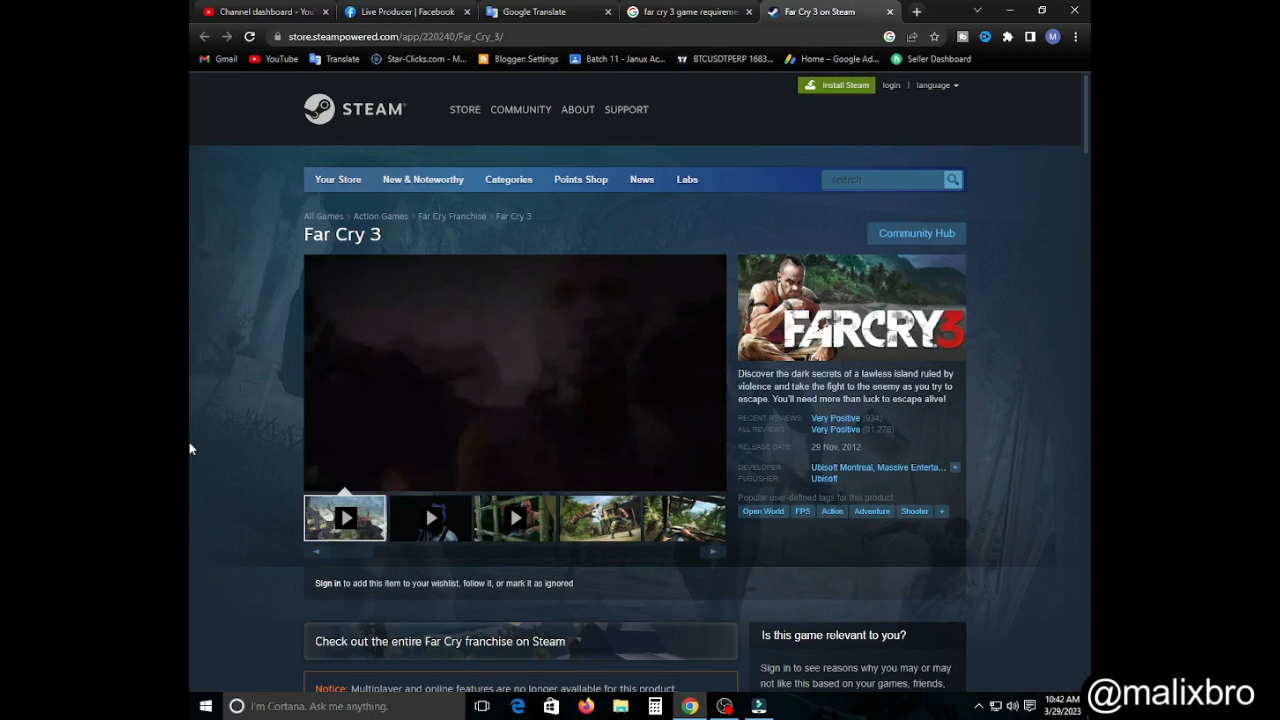 Channel dashboard - You
Live Producer | Facebook
Google Translate
far cry 3 game requireme
Far Cry 3 on Steam
store.steampowered.com/app/220240/Far_Cry_3/
M
Gmail
YouTube
Translate
Star-Clicks.com - M...
Blogger: Settings
Batch 11 - Janux Ac...
BTCUSDTPERP 1683...
Home – Google Ad...
Seller Dashboard
Install Steam
login | language
STEAM
STORE COMMUNITY ABOUT SUPPORT
Your Store New & Noteworthy Categories Points Shop News Labs
search
All Games > Action Games > Far Cry Franchise > Far Cry 3
Far Cry 3
Community Hub
FARCRY3
Discover the dark secrets of a lawless island ruled by
violence and take the fight to the enemy as you try to
escape. You'll need more than luck to escape alive!
RECENT REVIEWS: Very Positive (934)
ALL REVIEWS: Very Positive (81,278)
RELEASE DATE: 29 Nov, 2012
DEVELOPER: Ubisoft Montreal, Massive Enterta... +
PUBLISHER: Ubisoft
Popular user-defined tags for this product:
Open World FPS Action Adventure Shooter +
Sign in to add this item to your wishlist, follow it, or mark it as ignored
Check out the entire Far Cry franchise on Steam
Is this game relevant to you?
Sign in to see reasons why you may or may
not like this based on your games, friends,
Notice: Multiplayer and online features are no longer available for this product.
I'm Cortana. Ask me anything.
10:42 AM
3/29/2023
@malixbro